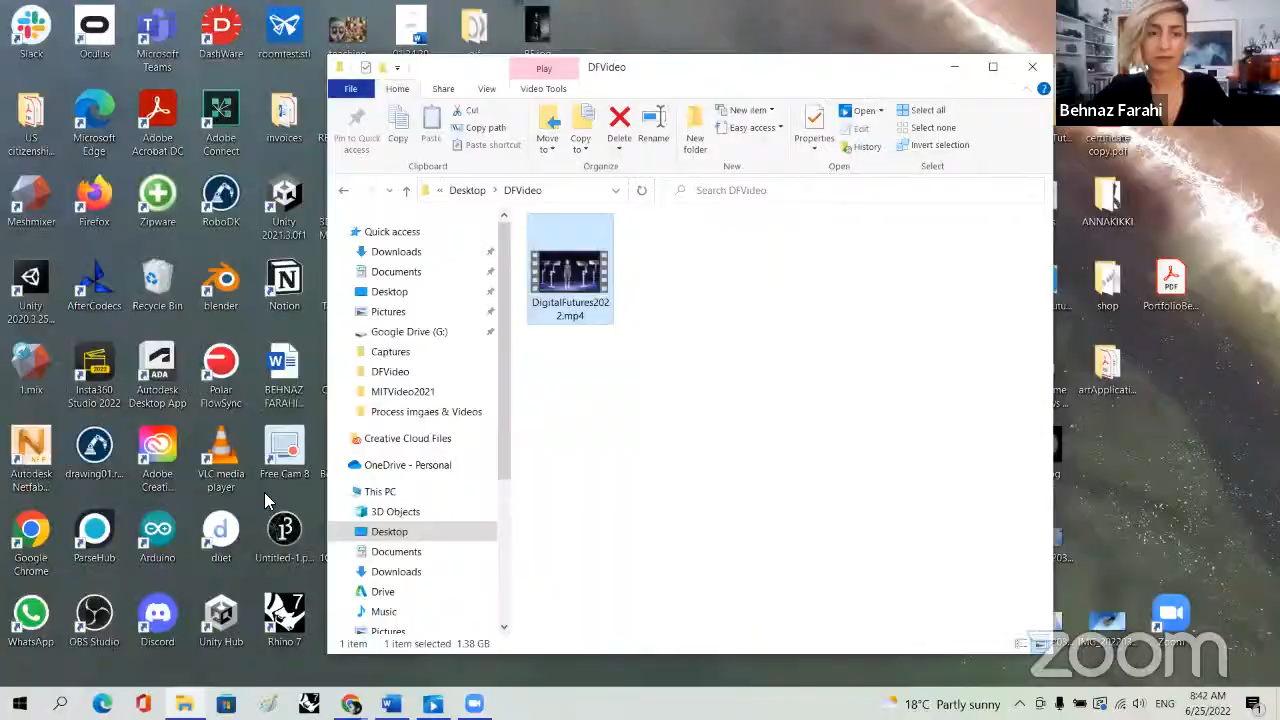 Slack
Oculus
Microsoft
Teams
DashWare
roomtest.stl
Behnaz Farahi
Play
DFVideo
File
Home
Share
View
Video Tools
Pin to Quick
access
Copy
Paste
Cut
Copy path
Paste shortcut
Clipboard
Move
to
Copy
to
Delete
Rename
Organize
New
folder
New item
Easy access
New
Properties
Open
Edit
History
Open
Select all
Select none
Invert selection
Select
« Desktop > DFVideo
Search DFVideo
US
citizenshi...
Microsoft
Edge
Adobe
Acrobat DC
Adobe
Connect
invoices
certificate
copy.pdf
Meshmixer
Firefox
Zipware
RoboDK
Unity
2021.3.0f1
ANNAKIKKI
Unity
2020.3.25...
AfterCodecs
Recycle Bin
blender
Notion
shop
PDF
PortfolioBe...
1.mix
Insta360
Studio 2022
Autodesk
Desktop App
Polar
FlowSync
BEHNAZ
FARAHI...
artApplicati...
Autodesk
Netfab...
drawing01.r...
Adobe
Creati...
VLC media
player
Free Cam 8
Google
Chrome
ParseHub
Arduino
duet
Untitled-1.p...
WhatsApp
OBS Studio
Discord
Unity Hub
Rhino 7
Quick access
Downloads
Documents
Desktop
Pictures
Google Drive (G:)
Captures
DFVideo
MITVideo2021
Process imgaes & Videos
Creative Cloud Files
OneDrive - Personal
This PC
3D Objects
Desktop
Documents
Downloads
Drive
Music
Pictures
DigitalFutures202
2.mp4
1 item
1 item selected 1.38 GB
Zoom
zoom
18°C Partly sunny
ENG
8:42 AM
6/25/2022